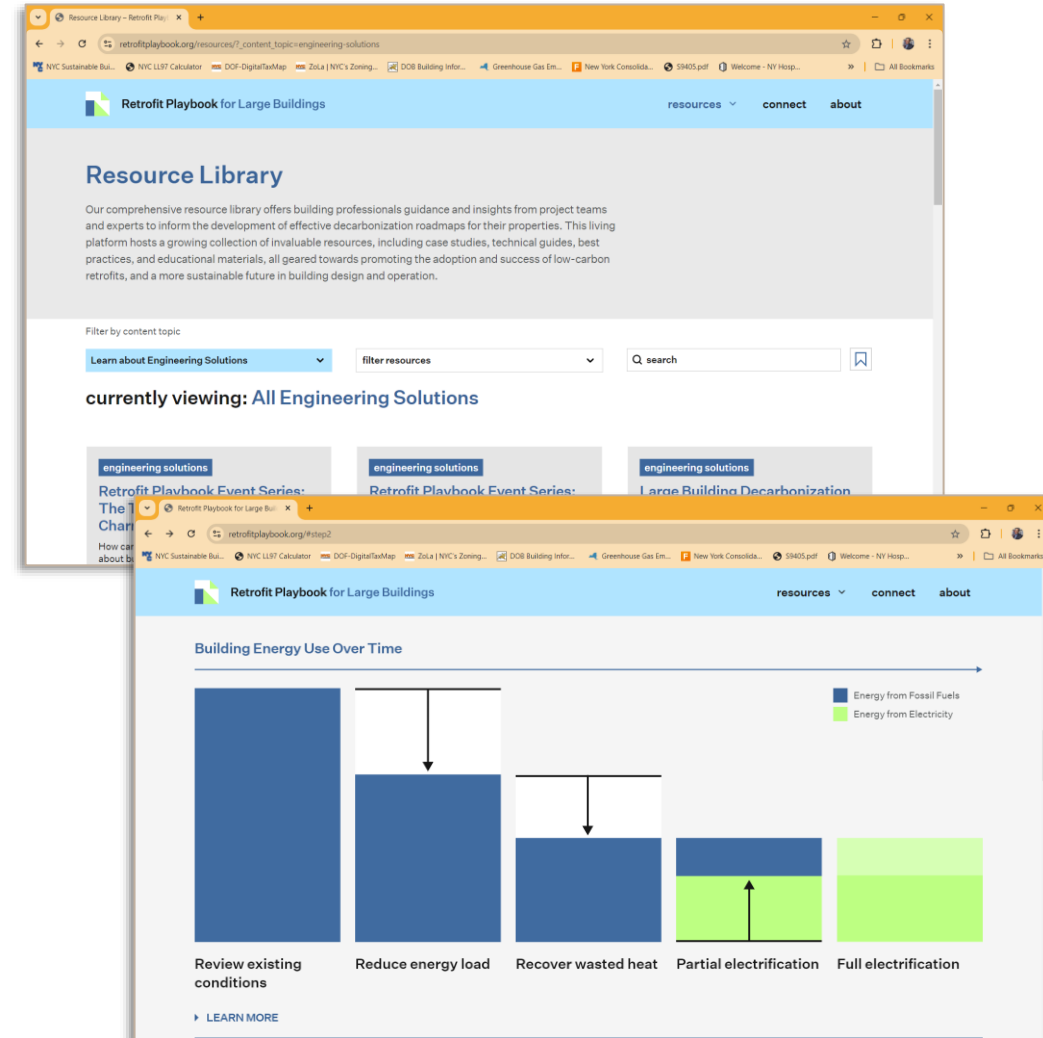 Resource Library – Retrofit Play
retrofitplaybook.org/resources/?_content_topic=engineering-solutions
NYC Sustainable Bui... NYC LL97 Calculator DOF-DigitalTaxMap ZoLa | NYC's Zoning... DOB Building Infor... Greenhouse Gas Em... New York Consolida... S9405.pdf Welcome - NY Hosp... » All Bookmarks
Retrofit Playbook for Large Buildings resources connect about
Resource Library
Our comprehensive resource library offers building professionals guidance and insights from project teams
and experts to inform the development of effective decarbonization roadmaps for their properties. This living
platform hosts a growing collection of invaluable resources, including case studies, technical guides, best
practices, and educational materials, all geared towards promoting the adoption and success of low-carbon
retrofits, and a more sustainable future in building design and operation.
Filter by content topic
Learn about Engineering Solutions filter resources search
currently viewing: All Engineering Solutions
engineering solutions engineering solutions engineering solutions
Retrofit Playbook Event Series: Retrofit Playbook Event Series: Large Building Decarbonization
The
How can
about
Retrofit Playbook for Large Buil
retrofitplaybook.org/#step2
NYC Sustainable Bui... NYC LL97 Calculator DOF-DigitalTaxMap ZoLa | NYC's Zoning... DOB Building Infor... Greenhouse Gas Em... New York Consolida... S9405.pdf Welcome - NY Hosp... » All Bookmarks
Retrofit Playbook for Large Buildings resources connect about
Building Energy Use Over Time
Energy from Fossil Fuels
Energy from Electricity
Review existing conditions
Reduce energy load
Recover wasted heat
Partial electrification
Full electrification
LEARN MORE